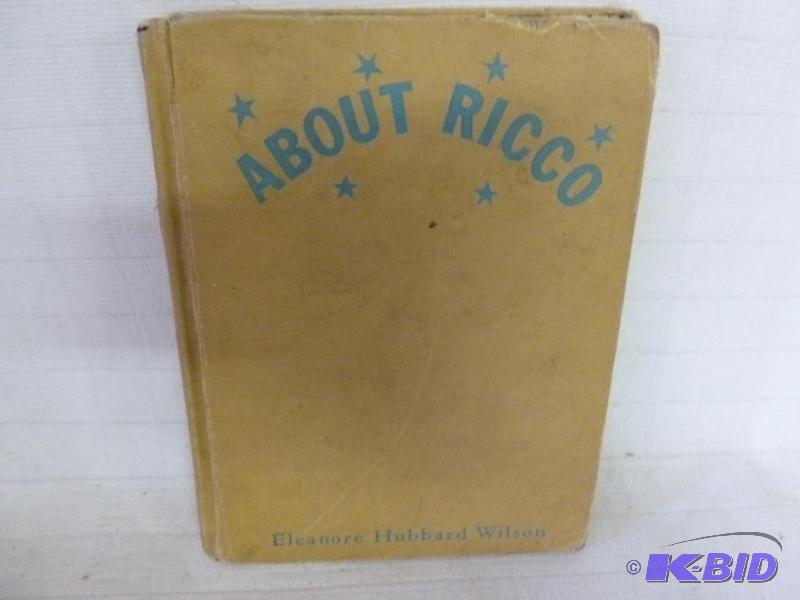 ABOUT RICCO
Eleanore Hubbard Wilson
© K-BID